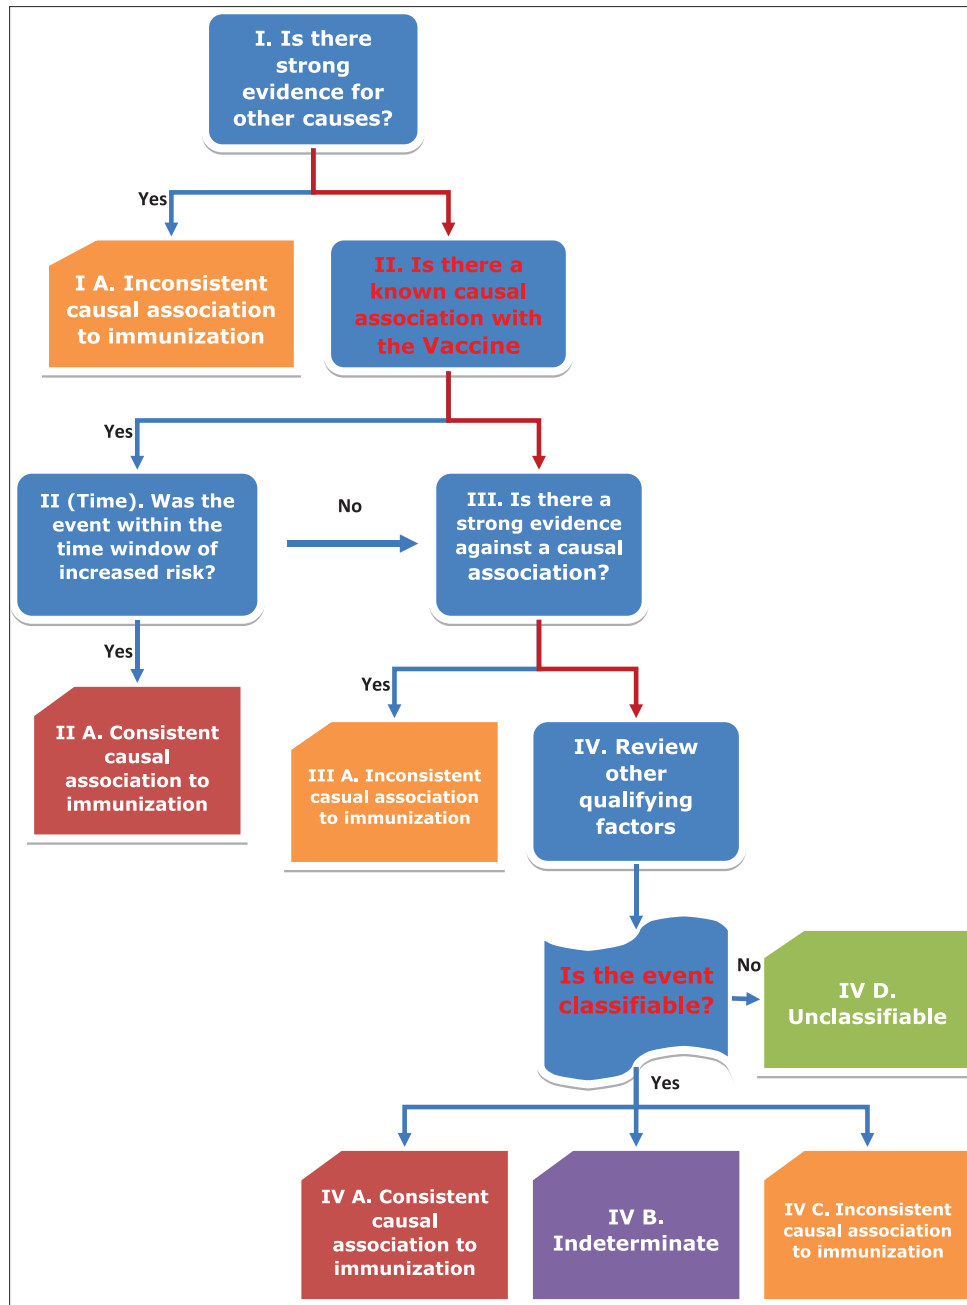 I. Is there
strong
evidence for
other causes?
Yes
I A. Inconsistent
causal association
to immunization
II. Is there a
known causal
association with
the Vaccine
Yes
II (Time). Was the
event within the
time window of
increased risk?
No
III. Is there a
strong evidence
against a causal
association?
Yes
II A. Consistent
causal
association to
immunization
Yes
III A. Inconsistent
casual association
to immunization
IV. Review
other
qualifying
factors
Is the event
classifiable?
No
IV D.
Unclassifiable
Yes
IV A. Consistent
causal
association to
immunization
IV B.
Indeterminate
IV C. Inconsistent
causal association
to immunization